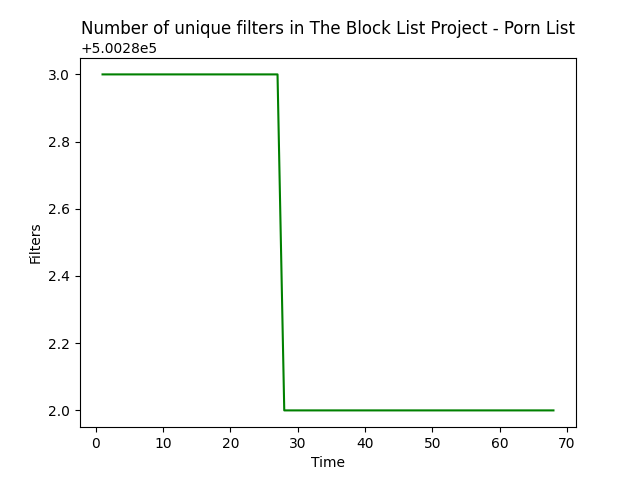 Number of unique filters in The Block List Project - Porn List
+5.0028e5
3.0
2.8
2.6
2.4
2.2
2.0
Filters
0 10 20 30 40 50 60 70
Time